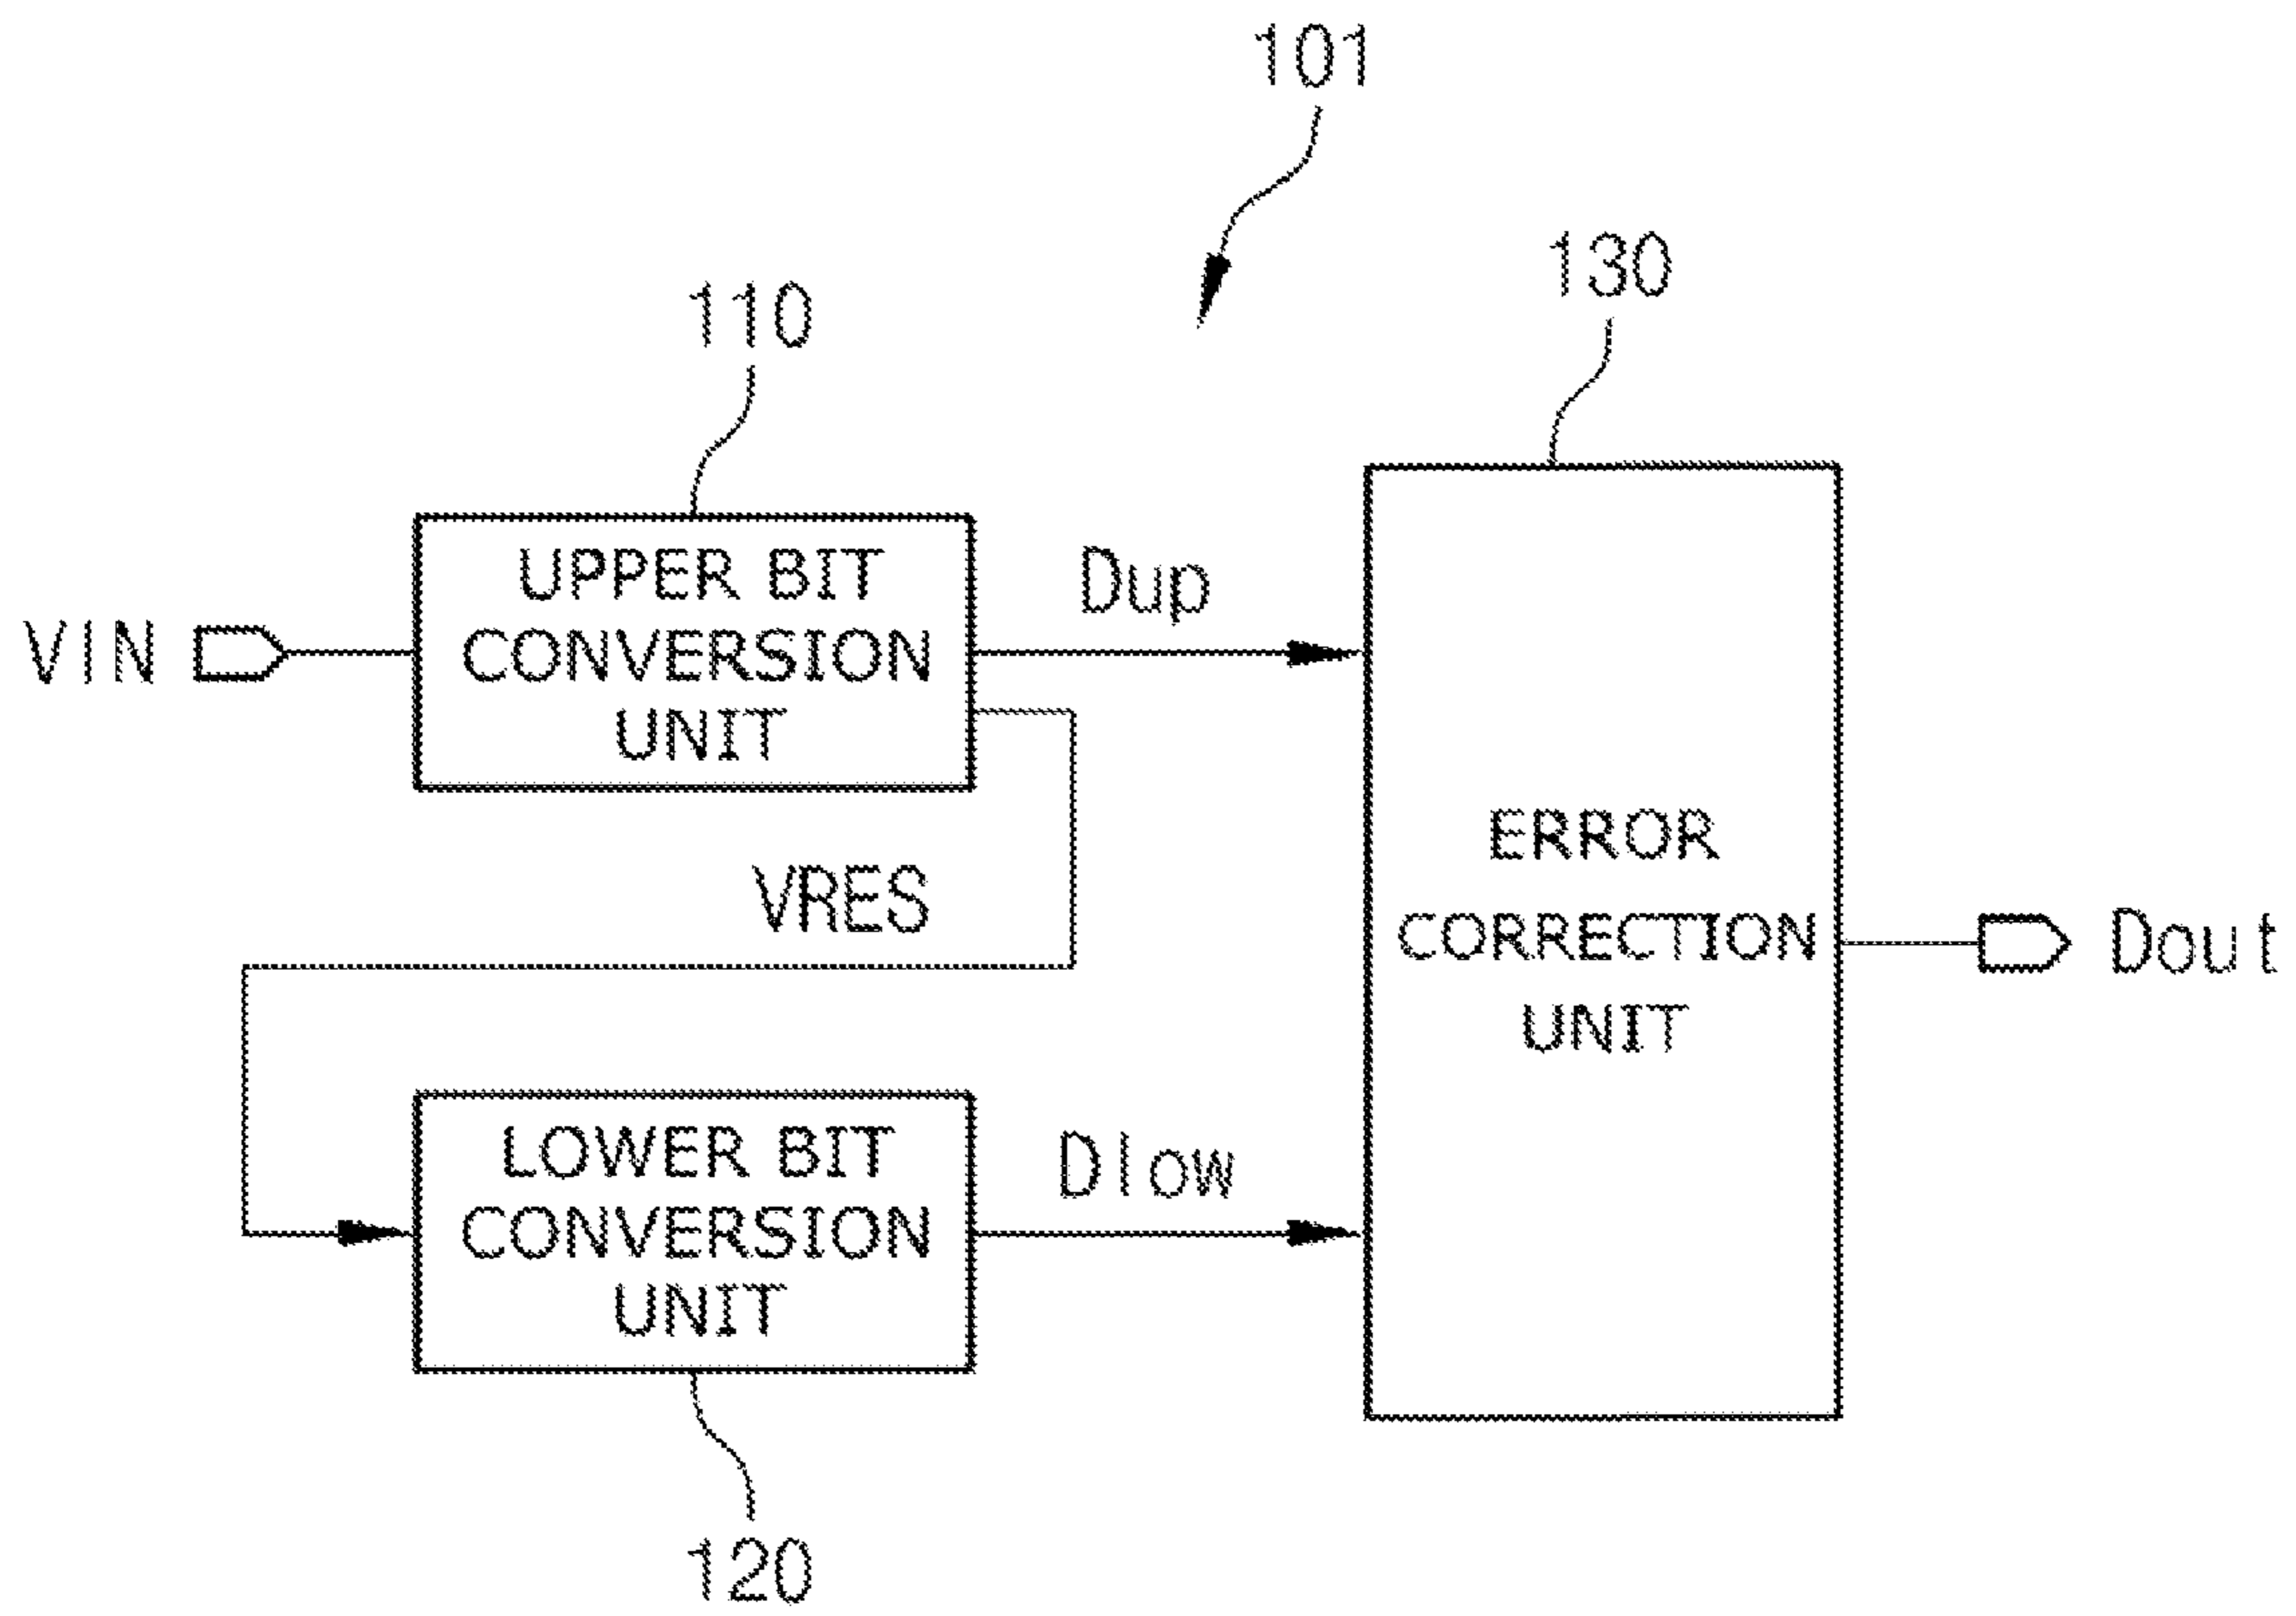 101
130
110
UPPER BIT
CONVERSION
UNIT
Dup
VIN
VRES
ERROR
CORRECTION
UNIT
Dout
LOWER BIT
CONVERSION
UNIT
Dlow
120